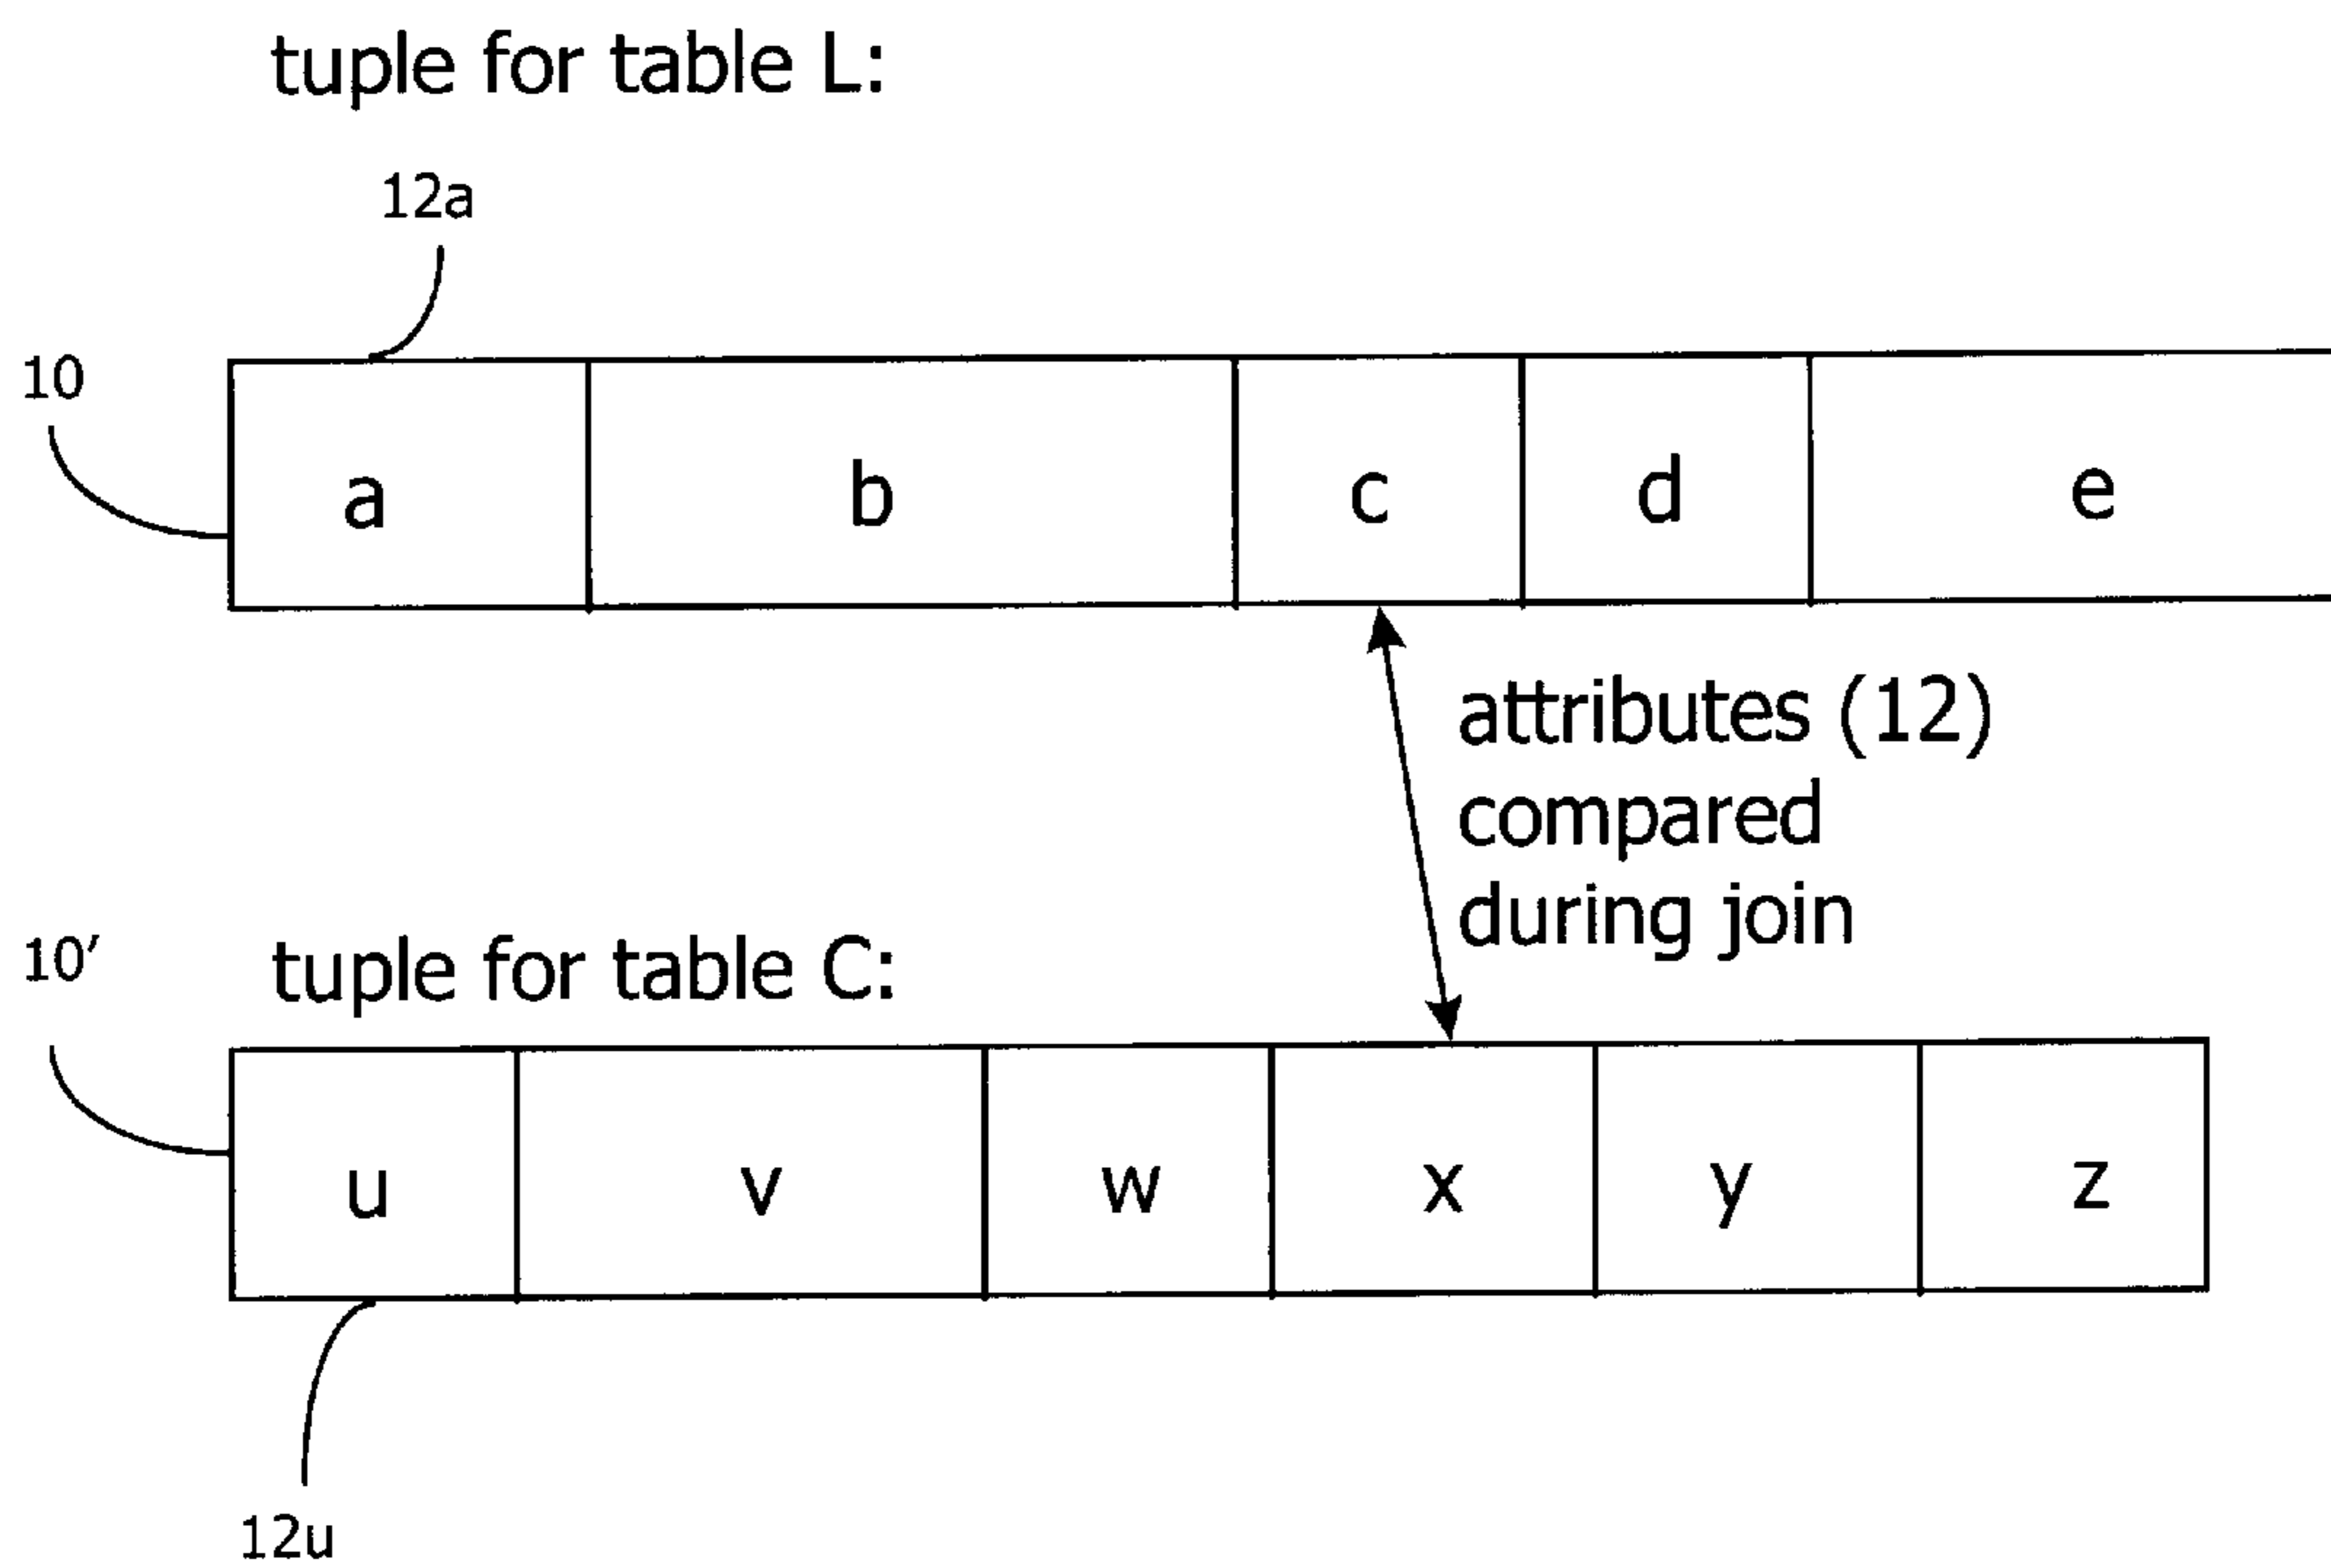 tuple for table L:
12a
10
a b c d e
attributes (12)
compared
during join
10′
tuple for table C:
u v w x y z
12u